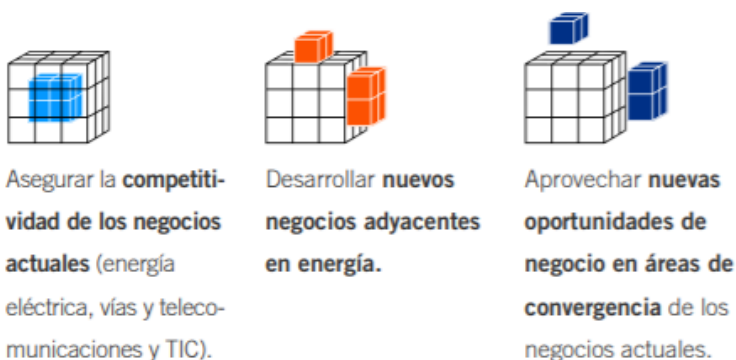 Asegurar la competiti-
vidad de los negocios
actuales (energía
eléctrica, vías y teleco-
municaciones y TIC).
Desarrollar nuevos
negocios adyacentes
en energía.
Aprovechar nuevas
oportunidades de
negocio en áreas de
convergencia de los
negocios actuales.